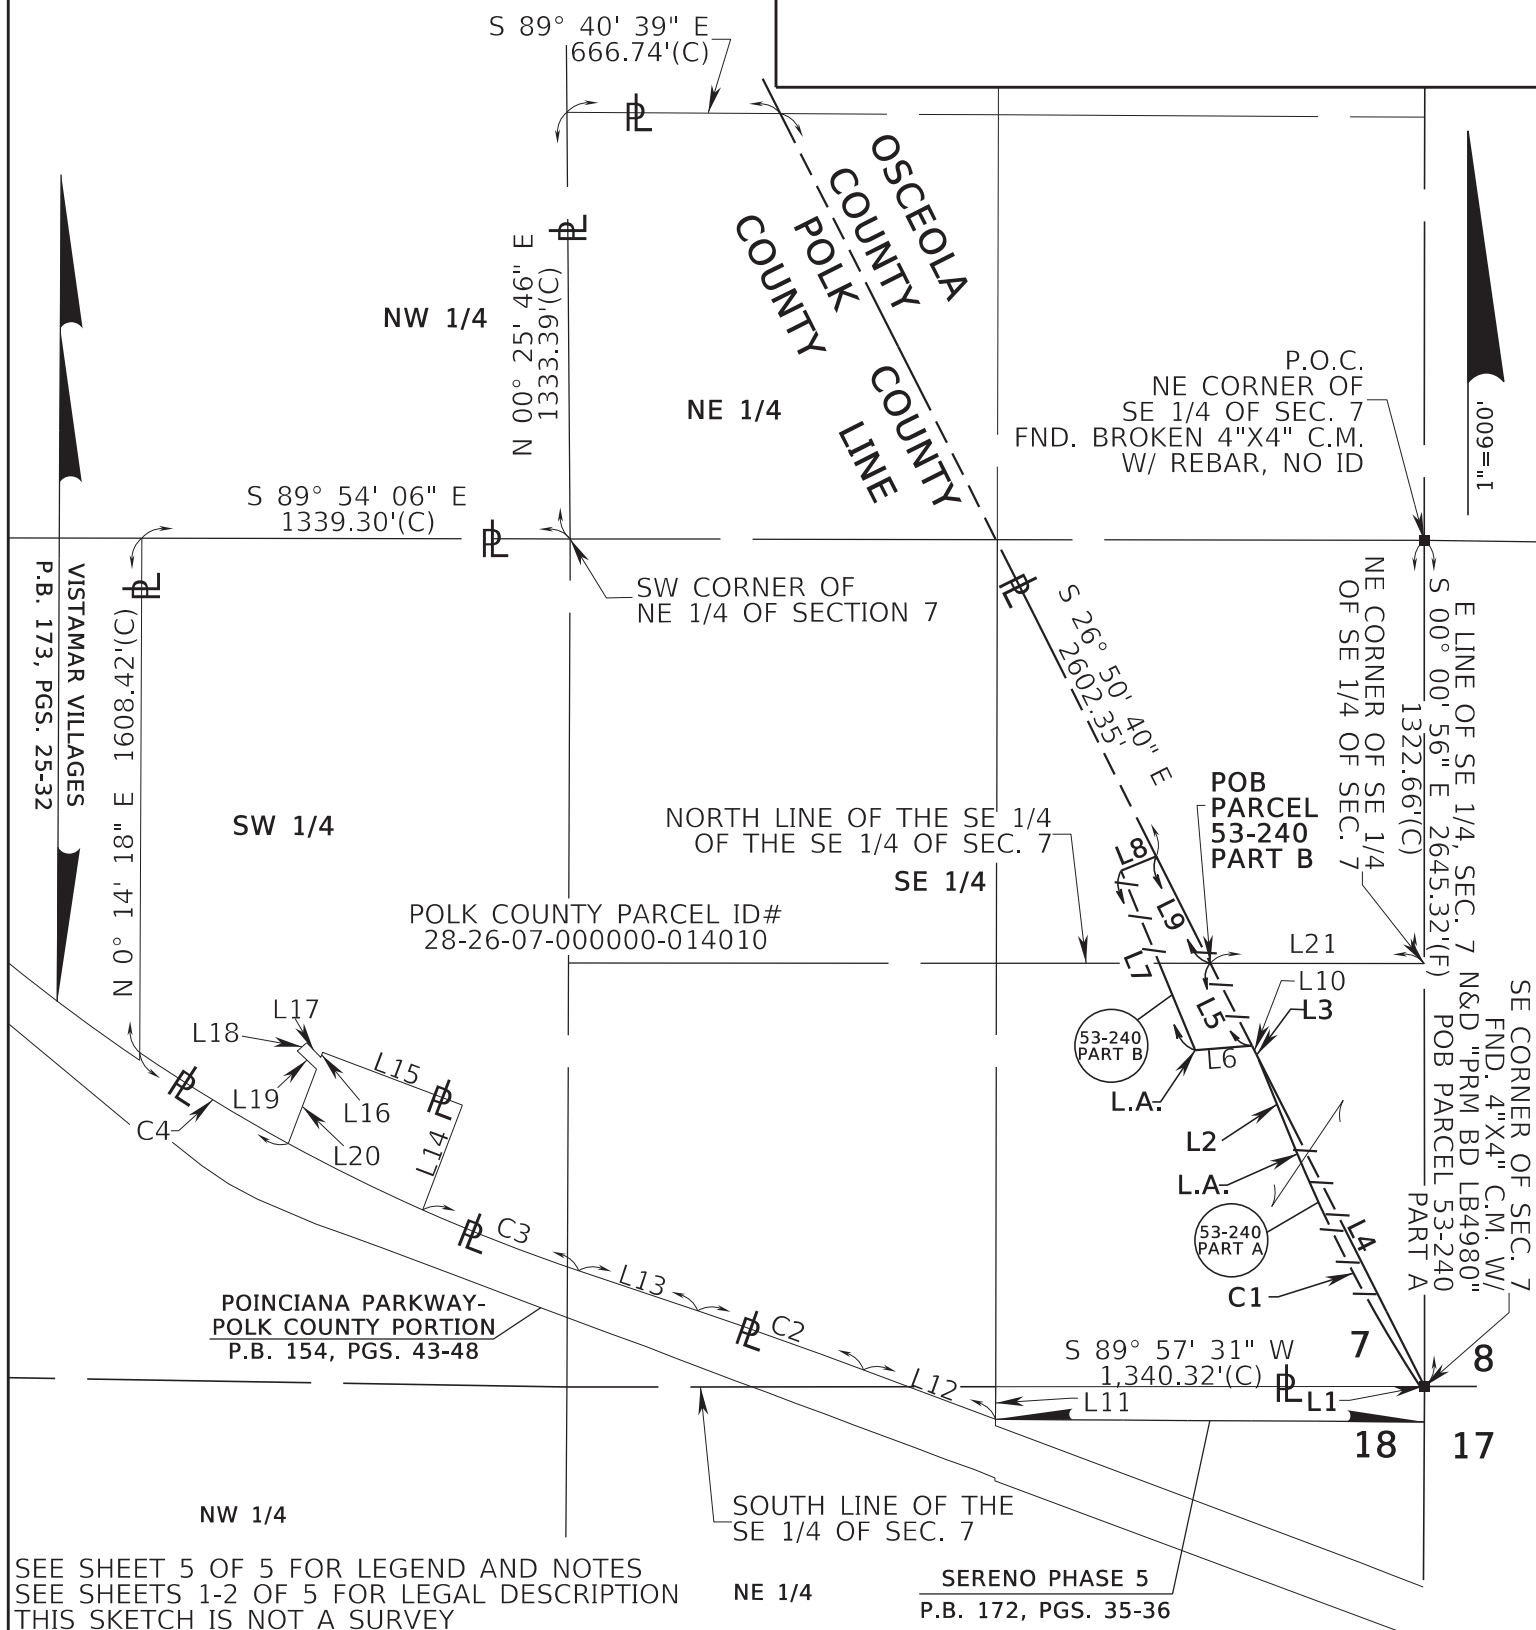 S 89° 40' 39" E
666.74'(C)
PL
OSCEOLA
COUNTY
POLK
COUNTY
COUNTY
LINE
PL
N 00° 25' 46" E
1333.39'(C)
NW 1/4
NE 1/4
P.O.C.
NE CORNER OF
SE 1/4 OF SEC. 7
FND. BROKEN 4"X4" C.M.
W/ REBAR, NO ID
1"=600'
S 89° 54' 06" E
1339.30'(C)
PL
PL
SW CORNER OF
NE 1/4 OF SECTION 7
PL
VISTAMAR VILLAGES
P.B. 173, PGS. 25-32
N 0° 14' 18" E 1608.42'(C)
S 26° 50' 40" E
2602.35'
NE CORNER OF SE 1/4
OF SE 1/4 OF SEC. 7
E LINE OF SE 1/4, SEC. 7
S 00° 00' 56" E 2645.32'(F)
1322.66'(C)
POB
PARCEL
53-240
PART B
SW 1/4
NORTH LINE OF THE SE 1/4
OF THE SE 1/4 OF SEC. 7
SE 1/4
L8
L9
L7
POLK COUNTY PARCEL ID#
28-26-07-000000-014010
L21
L10
L3
L5
L6
53-240
PART B
L.A.
L2
L.A.
53-240
PART A
L4
C1
SE CORNER OF SEC. 7
FND. 4"X4" C.M. W/
N&D "PRM BD LB4980"
POB PARCEL 53-240
PART A
L17
L18
L15
PL
L19
L16
PL
C4
L20
L14
PL
C3
L13
PL
C2
L12
POINCIANA PARKWAY-
POLK COUNTY PORTION
P.B. 154, PGS. 43-48
S 89° 57' 31" W
1,340.32'(C)
PL
L1
L11
7
8
18
17
NW 1/4
SOUTH LINE OF THE
SE 1/4 OF SEC. 7
NE 1/4
SERENO PHASE 5
P.B. 172, PGS. 35-36
SEE SHEET 5 OF 5 FOR LEGEND AND NOTES
SEE SHEETS 1-2 OF 5 FOR LEGAL DESCRIPTION
THIS SKETCH IS NOT A SURVEY